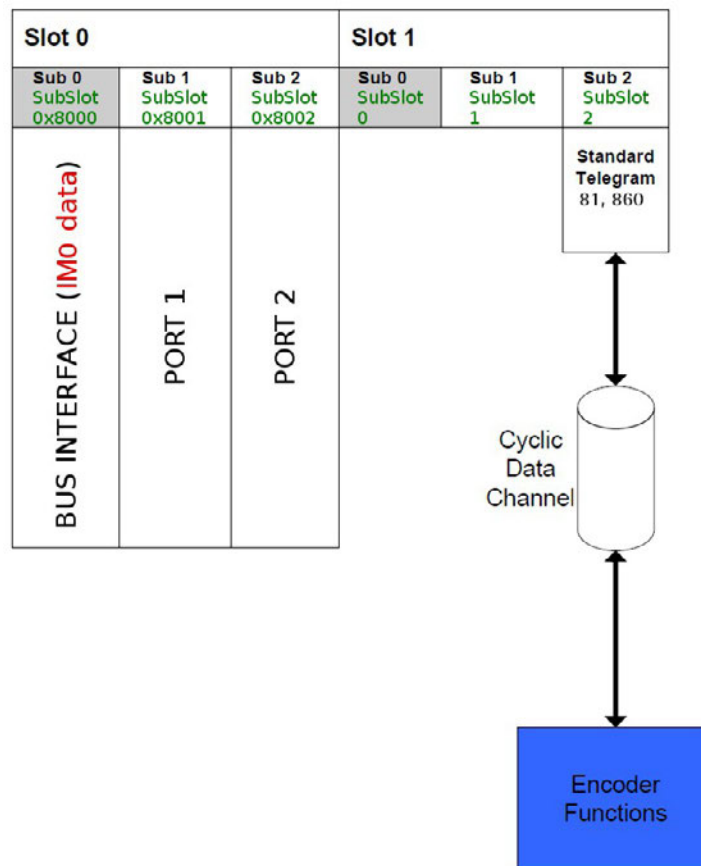 Slot 0
Slot 1
Sub 0
SubSlot
0x8000
Sub 1
SubSlot
0x8001
Sub 2
SubSlot
0x8002
Sub 0
SubSlot
0
Sub 1
SubSlot
1
Sub 2
SubSlot
2
BUS INTERFACE (IM0 data)
PORT 1
PORT 2
Standard
Telegram
81, 860
Cyclic
Data
Channel
Encoder
Functions